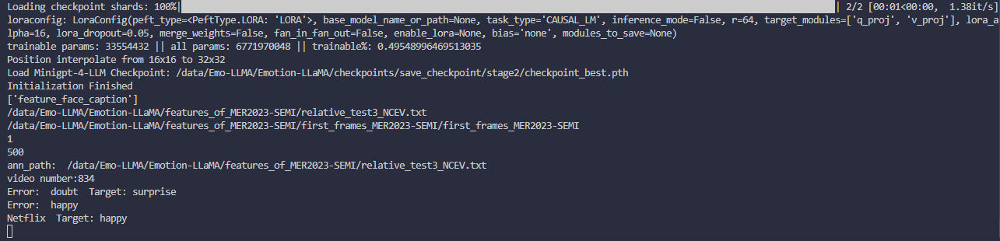 Loading checkpoint shards: 100%| | 2/2 [00:01<00:00,  1.38it/s]
loraconfig: LoraConfig(peft_type=<PeftType.LORA: 'LORA'>, base_model_name_or_path=None, task_type='CAUSAL_LM', inference_mode=False, r=64, target_modules=['q_proj', 'v_proj'], lora_a
lpha=16, lora_dropout=0.05, merge_weights=False, fan_in_fan_out=False, enable_lora=None, bias='none', modules_to_save=None)
trainable params: 33554432 || all params: 6771970048 || trainable%: 0.49548996469513035
Position interpolate from 16x16 to 32x32
Load Minigpt-4-LLM Checkpoint: /data/Emo-LLMA/Emotion-LLaMA/checkpoints/save_checkpoint/stage2/checkpoint_best.pth
Initialization Finished
['feature_face_caption']
/data/Emo-LLMA/Emotion-LLaMA/features_of_MER2023-SEMI/relative_test3_NCEV.txt
/data/Emo-LLMA/Emotion-LLaMA/features_of_MER2023-SEMI/first_frames_MER2023-SEMI/first_frames_MER2023-SEMI
1
500
ann_path:  /data/Emo-LLMA/Emotion-LLaMA/features_of_MER2023-SEMI/relative_test3_NCEV.txt
video number:834
Error:  doubt  Target: surprise
Error:  happy
Netflix  Target: happy